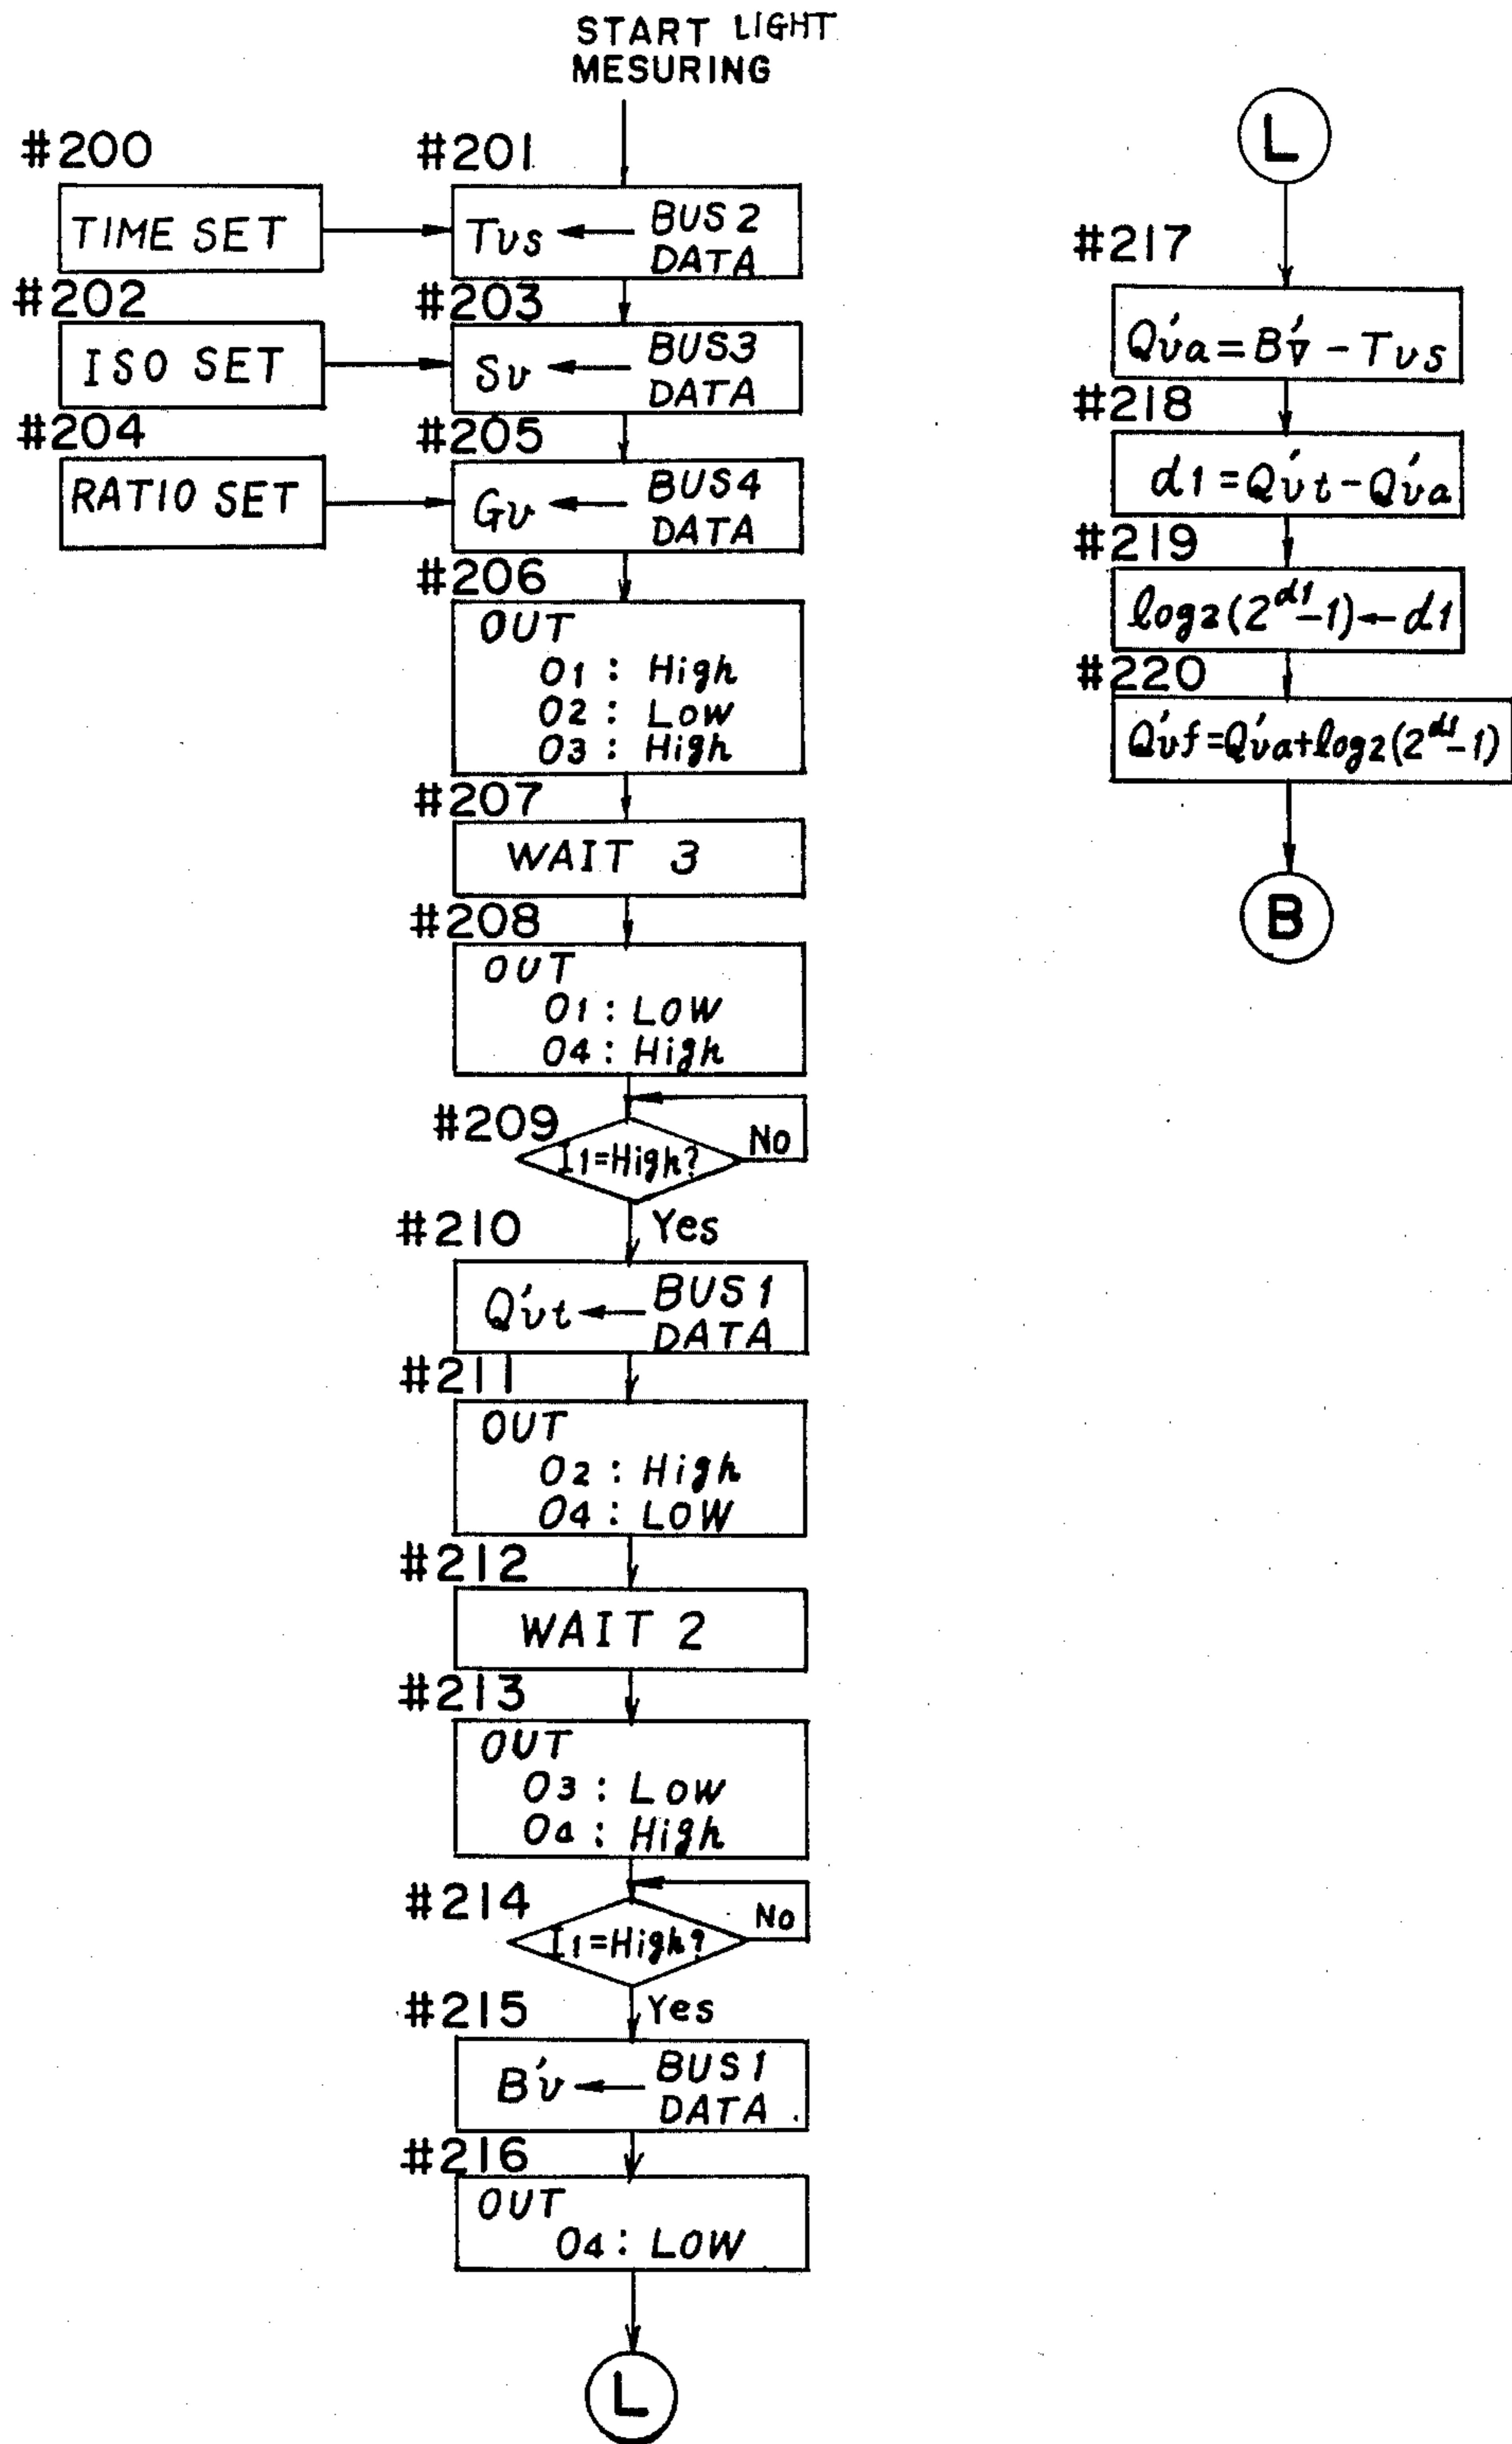 START LIGHT
MESURING
#200
TIME SET
#201
Tvs ← BUS 2
DATA
#202
ISO SET
#203
Sv ← BUS3
DATA
#204
RATIO SET
#205
Gv ← BUS4
DATA
#206
OUT
O1 : High
O2 : Low
O3 : High
#207
WAIT 3
#208
OUT
O1 : LOW
O4 : High
#209
I1=High?
No
Yes
#210
Q'vt ← BUS1
DATA
#211
OUT
O2 : High
O4 : LOW
#212
WAIT 2
#213
OUT
O3 : Low
O4 : High
#214
I1=High?
No
Yes
#215
B'v ← BUS1
DATA
#216
OUT
O4 : LOW
L
L
#217
Q'va = B'v - Tvs
#218
d1 = Q'vt - Q'va
#219
log2(2^d1-1) ← d1
#220
Q'vf = Q'va + log2(2^d1-1)
B